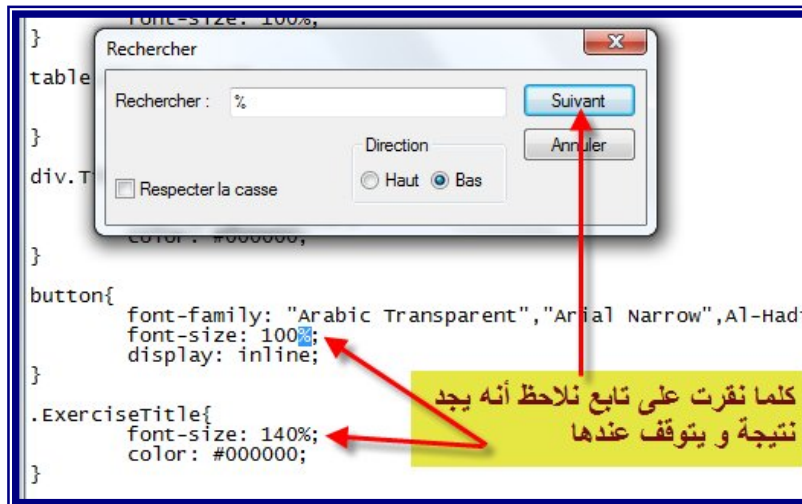 font-size: 100%;
}
Rechercher
table
Rechercher :
%
Suivant
}
Direction
Annuler
div.T
Respecter la casse
Haut
Bas
color: #000000;
}
button{
font-family: "Arabic Transparent","Arial Narrow",Al-Had
font-size: 100%;
display: inline;
}
كلما نقرت على تابع نلاحظ أنه يجد
نتيجة و يتوقف عندها
.ExerciseTitle{
font-size: 140%;
color: #000000;
}